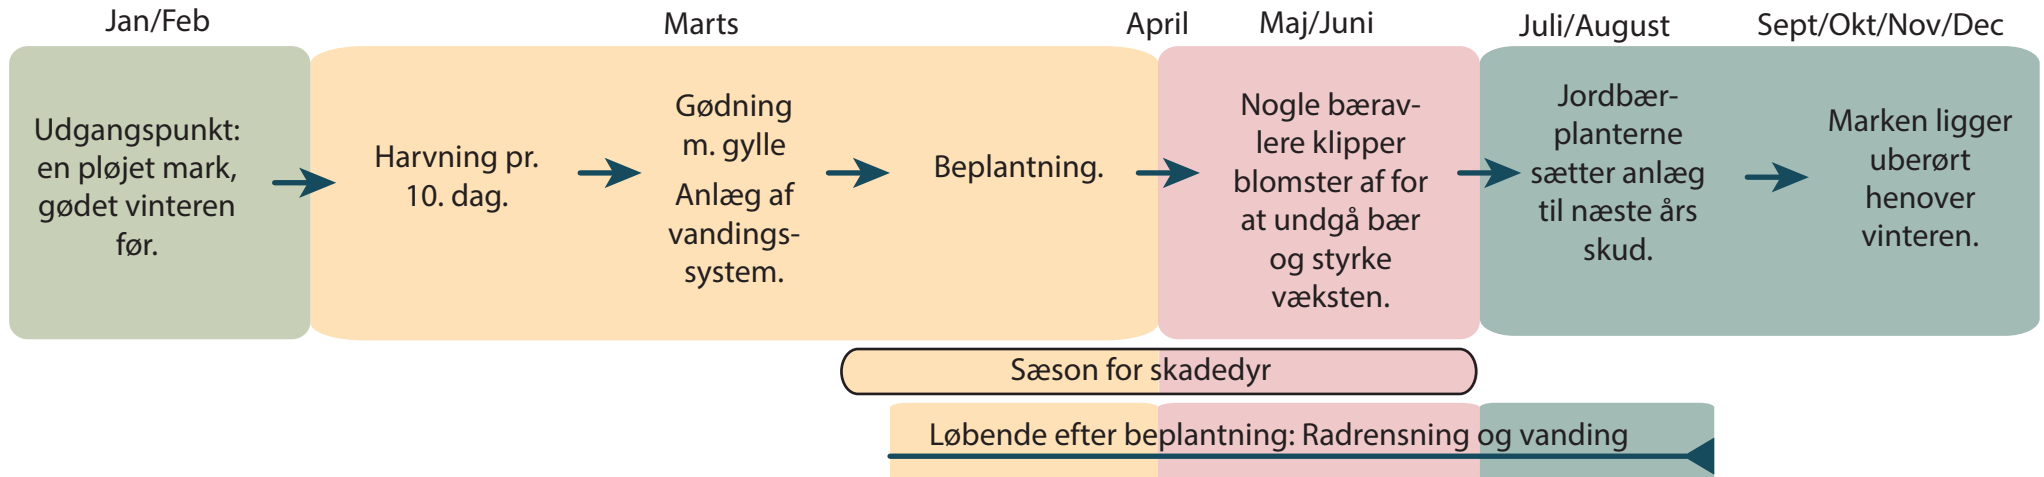 Jan/Feb
Marts
April
Maj/Juni
Juli/August
Sept/Okt/Nov/Dec
Udgangspunkt:
en pløjet mark,
gødet vinteren
før.
Harvning pr.
10. dag.
Gødning
m. gylle
Anlæg af
vandings-
system.
Beplantning.
Nogle bærav-
lere klipper
blomster af for
at undgå bær
og styrke
væksten.
Jordbær-
planterne
sætter anlæg
til næste års
skud.
Marken ligger
uberørt
henover
vinteren.
Sæson for skadedyr
Løbende efter beplantning: Radrensning og vanding